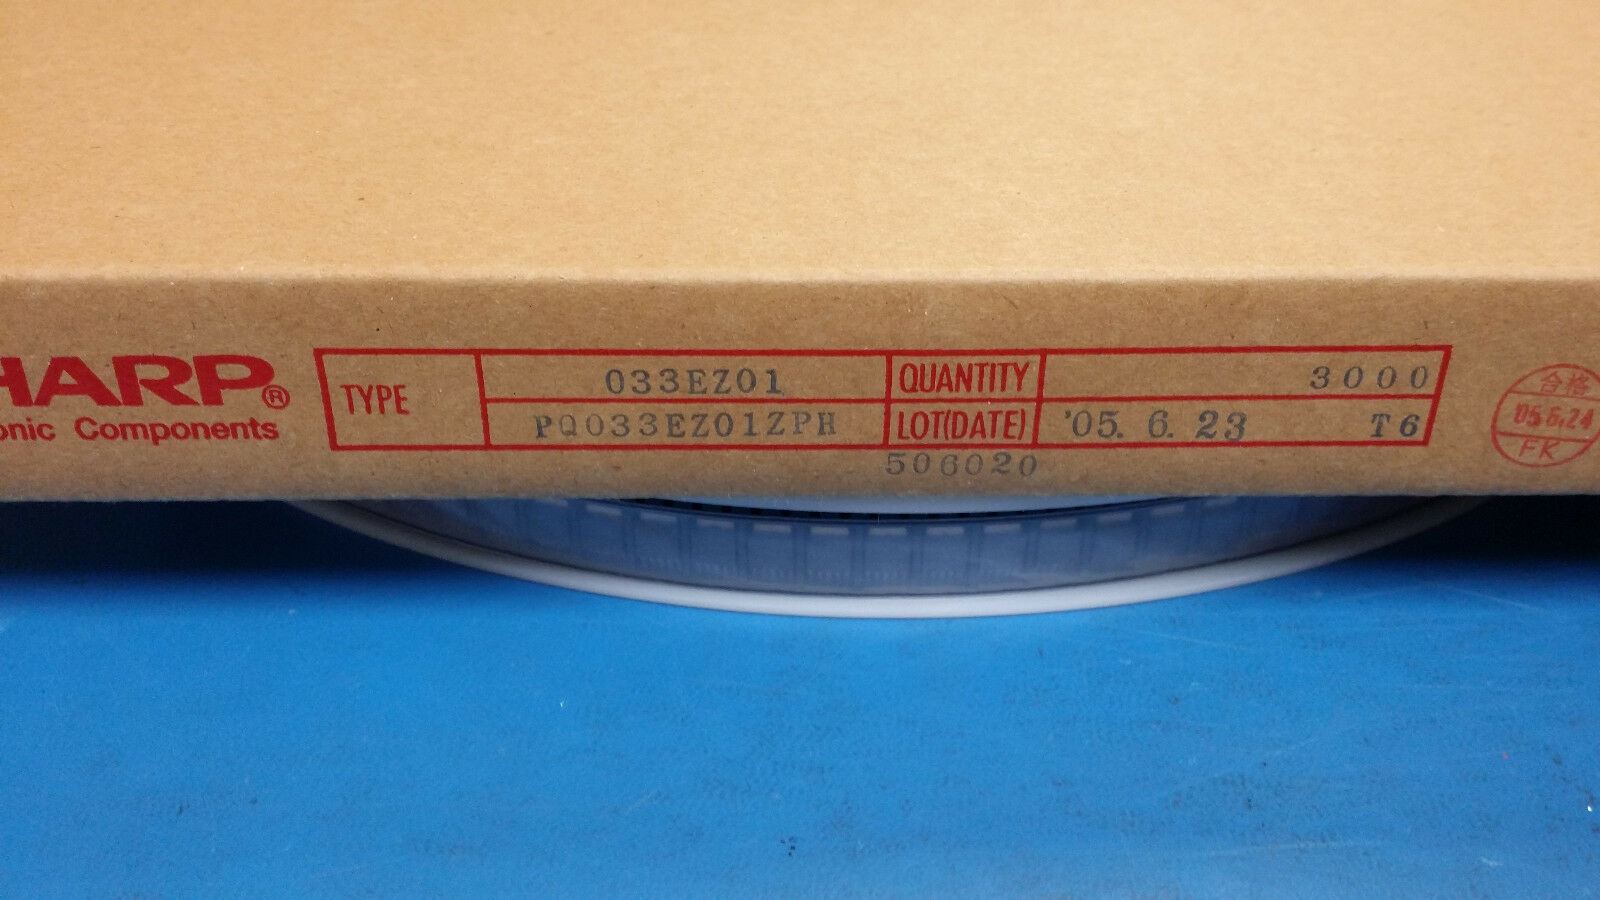 HARP®
onic Components
TYPE
033EZ01
PQ033EZ01ZPH
QUANTITY
3000
LOT(DATE)
'05. 6. 23 T6
506020
合格
'05.6.24
FK